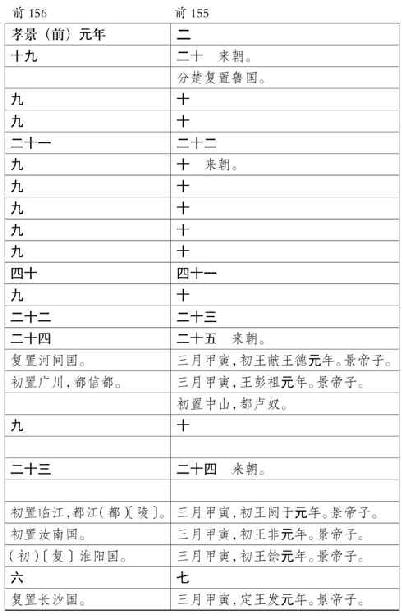 前156 前155
孝景（前）元年 二
十九 二十 来朝。
分楚复置鲁国。
九 十
九 十
二十一 二十二
九 十 来朝。
九 十
九 十
九 十
九 十
四十 四十一
九 十
二十二 二十三
二十四 二十五 来朝。
复置河间国。 三月甲寅，初王献王德元年。景帝子。
初置广川，都信都。 三月甲寅，王彭祖元年。景帝子。
初置中山，都卢奴。
九 十
二十三 二十四 来朝。
初置临江，都江（都）〔陵〕。 三月甲寅，初王阏于元年。景帝子。
初置汝南国。 三月甲寅，初王非元年。景帝子。
（初）〔复〕淮阳国。 三月甲寅，初王馀元年。景帝子。
六 七
复置长沙国。 三月甲寅，定王发元年。景帝子。